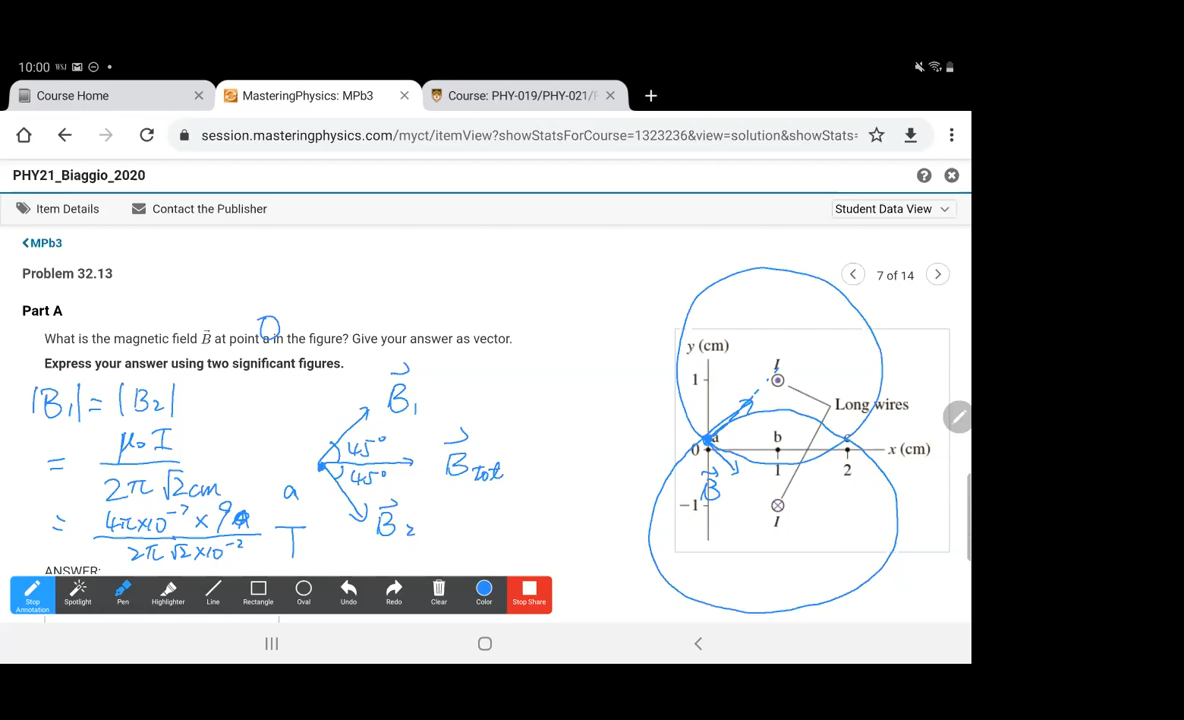 10:00 WSJ
Course Home
MasteringPhysics: MPb3
Course: PHY-019/PHY-021/
session.masteringphysics.com/myct/itemView?showStatsForCourse=1323236&view=solution&showStats=
PHY21_Biaggio_2020
Item Details
Contact the Publisher
Student Data View
MPb3
Problem 32.13
7 of 14
Part A
What is the magnetic field B⃗ at point a in the figure? Give your answer as vector.
Express your answer using two significant figures.
|B₁| = |B₂|
= μ₀I / 2π √2cm
= 4π×10⁻⁷ × 9 / 2π √2×10⁻² T
45°
45°
B⃗₁
B⃗Tot
B⃗₂
a
y (cm)
I
1
Long wires
a
b
c
0
x (cm)
1
2
B⃗
−1
I
ANSWER:
Stop Annotation
Spotlight
Pen
Highlighter
Line
Rectangle
Oval
Undo
Redo
Clear
Color
Stop Share